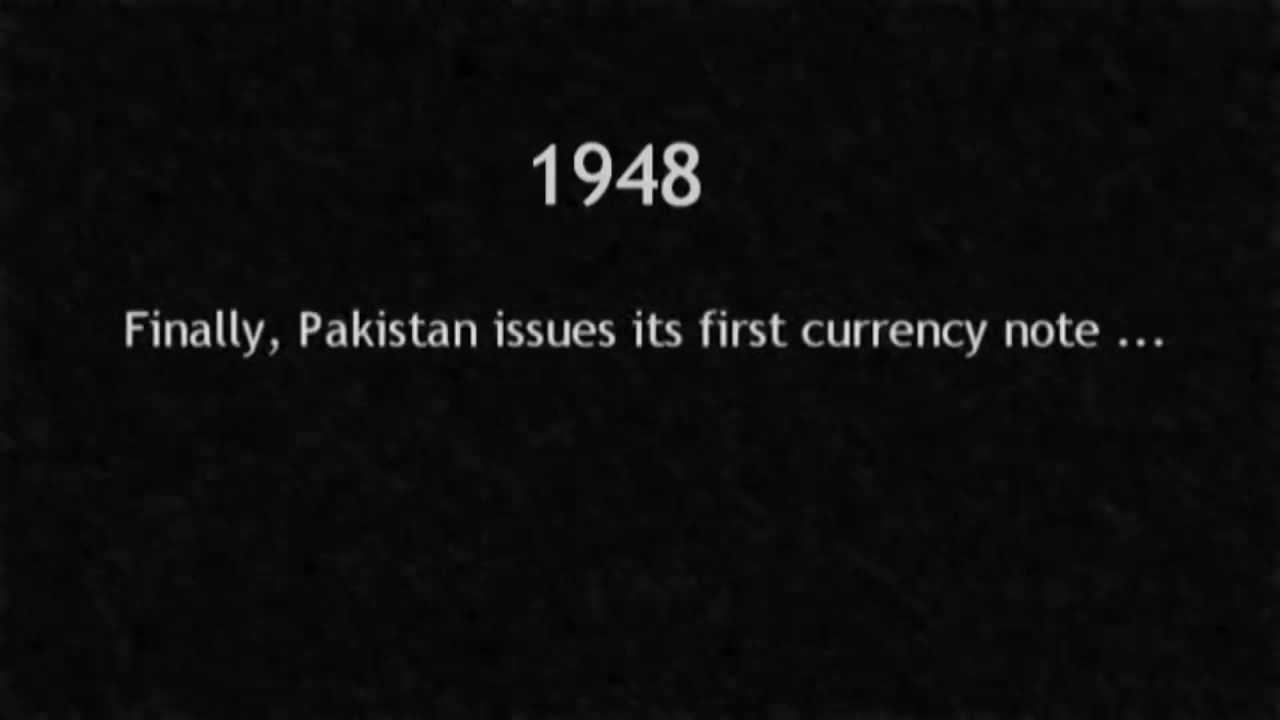 1948
Finally, Pakistan issues its first currency note ...